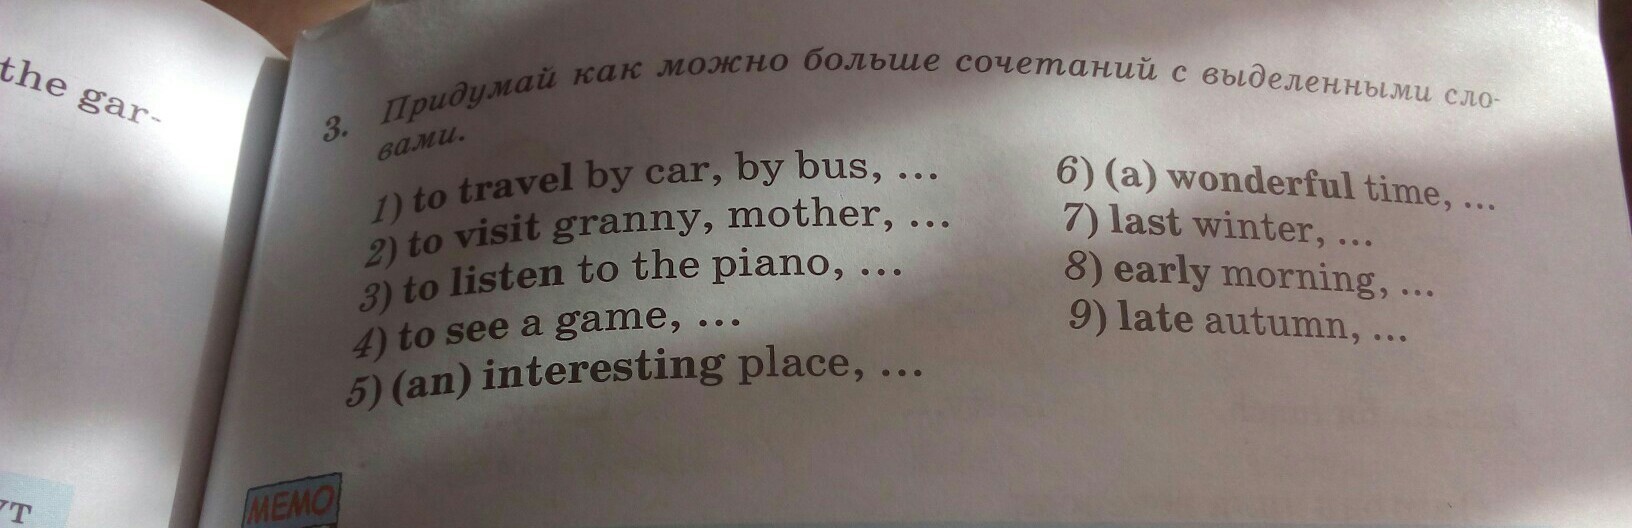 the gar-
3. Придумай как можно больше сочетаний с выделенными сло-
вами.
1) to travel by car, by bus, ...
2) to visit granny, mother, ...
3) to listen to the piano, ...
4) to see a game, ...
5) (an) interesting place, ...
6) (a) wonderful time, ...
7) last winter, ...
8) early morning, ...
9) late autumn, ...
MEMO